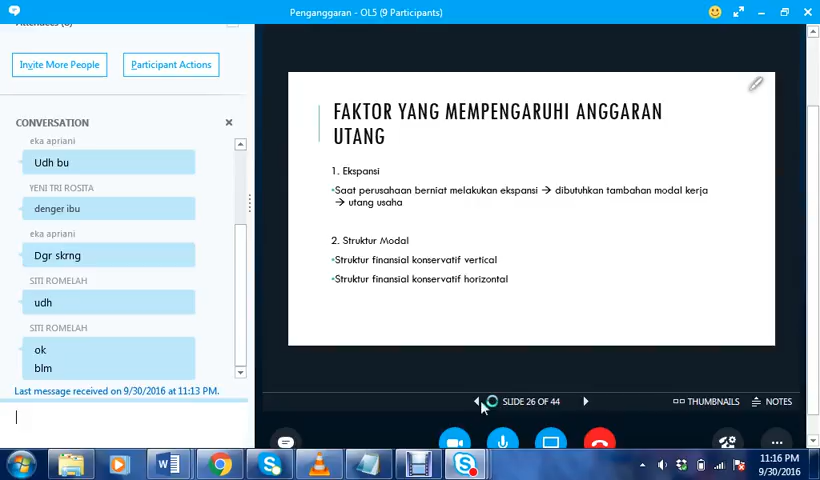 Penganggaran - OL5 (9 Participants)
Invite More People
Participant Actions
CONVERSATION
eka apriani
Udh bu
YENI TRI ROSITA
denger ibu
eka apriani
Dgr skrng
SITI ROMELAH
udh
SITI ROMELAH
ok
blm
Last message received on 9/30/2016 at 11:13 PM.
FAKTOR YANG MEMPENGARUHI ANGGARAN
UTANG
1. Ekspansi
•Saat perusahaan berniat melakukan ekspansi → dibutuhkan tambahan modal kerja
→ utang usaha
2. Struktur Modal
•Struktur finansial konservatif vertical
•Struktur finansial konservatif horizontal
SLIDE 26 OF 44
THUMBNAILS
NOTES
11:16 PM
9/30/2016